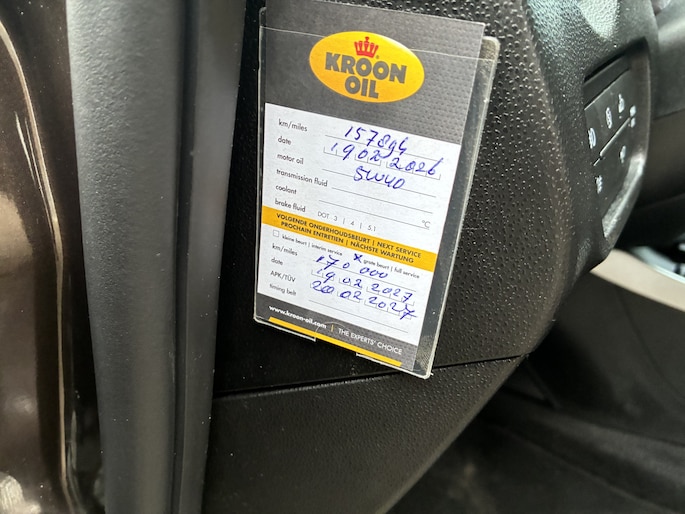 KROON
OIL
km/miles 157894
date 19 02 2026
motor oil 5W40
transmission fluid
coolant °C
brake fluid DOT 3 | 4 | 5.1
VOLGENDE ONDERHOUDSBEURT | NEXT SERVICE
PROCHAIN ENTRETIEN | NÄCHSTE WARTUNG
kleine beurt | interim service x grote beurt | full service
km/miles 170 000
date 19 02 2027
APK/TÜV 20 02 2027
timing belt
www.kroon-oil.com | THE EXPERTS' CHOICE